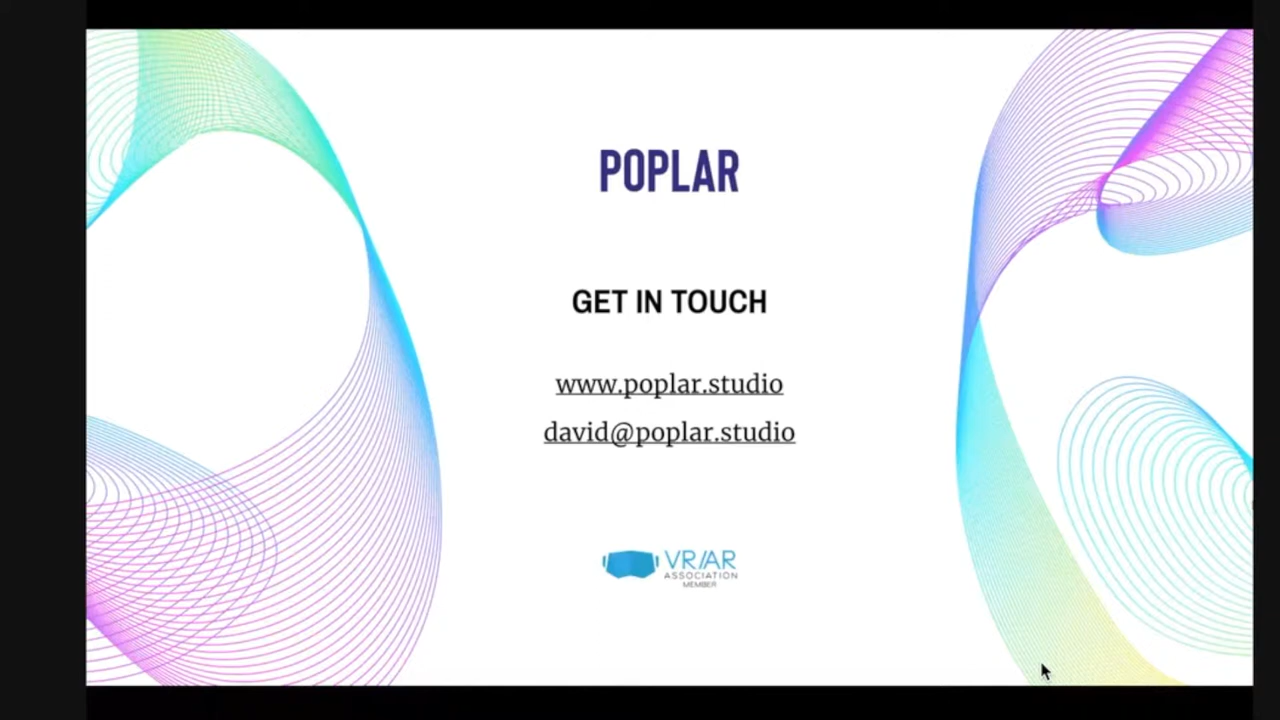 POPLAR
GET IN TOUCH
www.poplar.studio
david@poplar.studio
VR/AR
ASSOCIATION
MEMBER